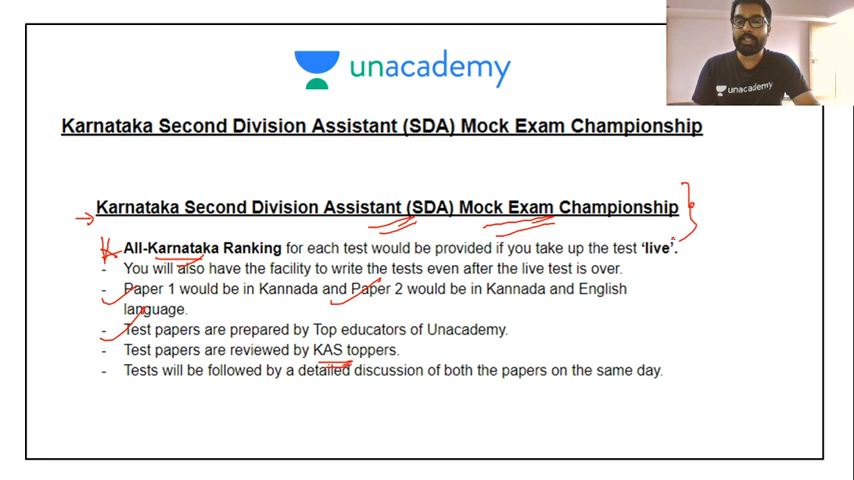 unacademy
unacademy
Karnataka Second Division Assistant (SDA) Mock Exam Championship
Karnataka Second Division Assistant (SDA) Mock Exam Championship
All-Karnataka Ranking for each test would be provided if you take up the test ‘live’.
- You will also have the facility to write the tests even after the live test is over.
- Paper 1 would be in Kannada and Paper 2 would be in Kannada and English
language.
- Test papers are prepared by Top educators of Unacademy.
- Test papers are reviewed by KAS toppers.
- Tests will be followed by a detailed discussion of both the papers on the same day.